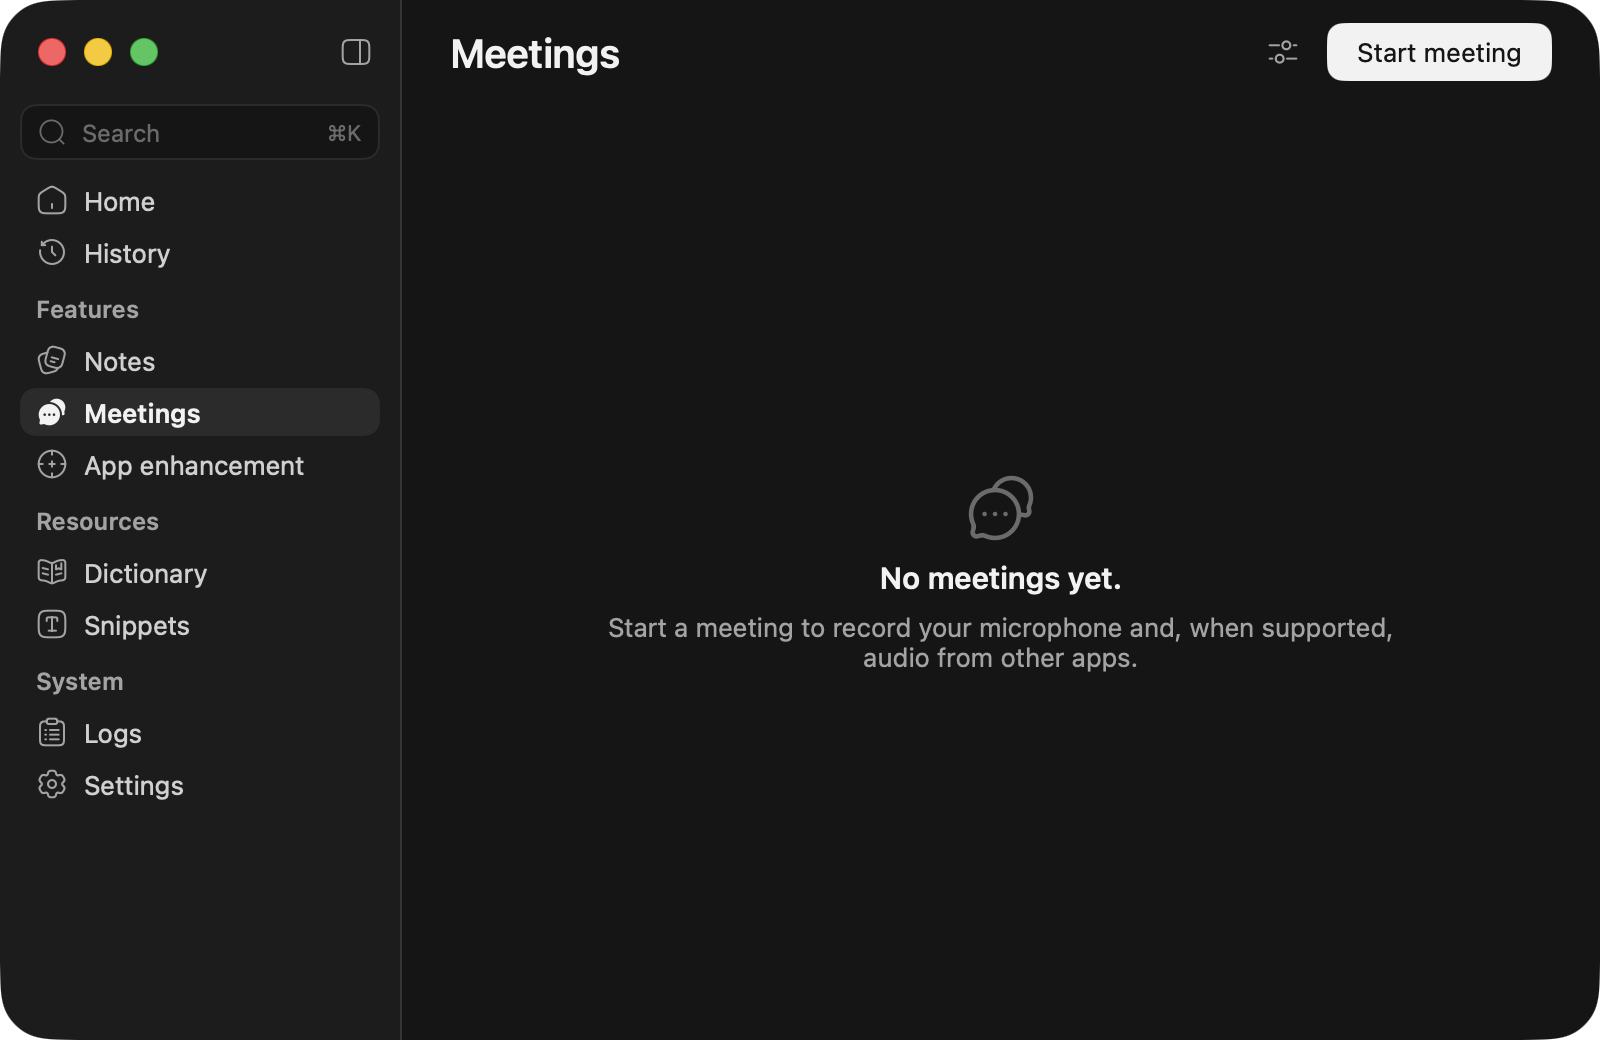 Search ⌘K
Home
History
Features
Notes
Meetings
App enhancement
Resources
Dictionary
Snippets
System
Logs
Settings
Meetings
Start meeting
No meetings yet.
Start a meeting to record your microphone and, when supported,
audio from other apps.